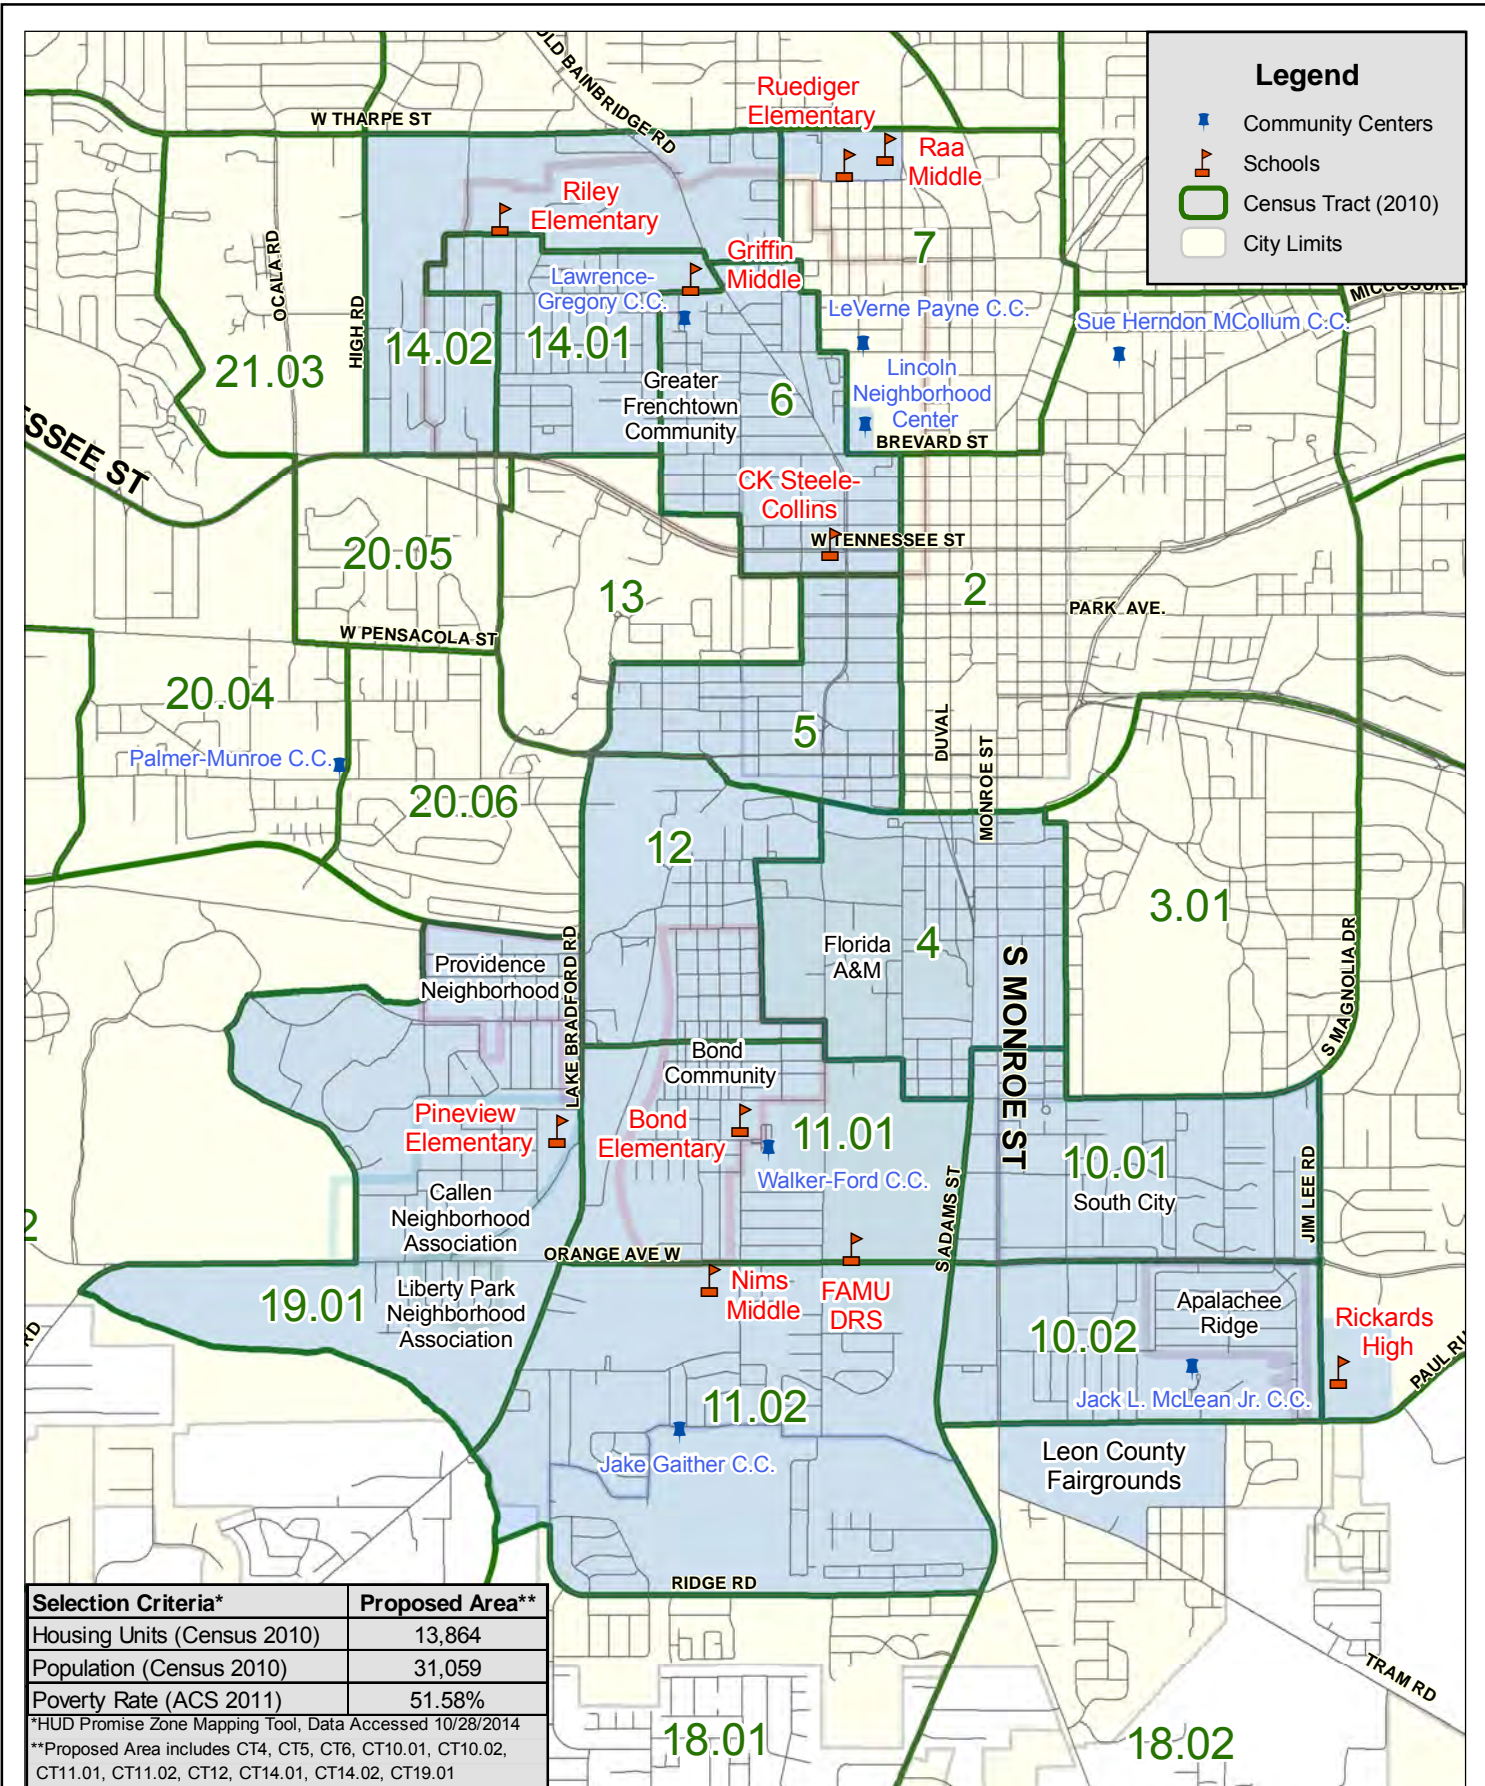 Legend
Community Centers
Schools
Census Tract (2010)
City Limits
OLD BAINBRIDGE RD
W THARPE ST
Ruediger
Elementary
Raa
Middle
Riley
Elementary
Griffin
Middle
7
OCALA RD
HIGH RD
Lawrence-
Gregory C.C.
LeVerne Payne C.C.
Sue Herndon MCollum C.C.
21.03
14.02
14.01
Greater
Frenchtown
Community
6
Lincoln
Neighborhood
Center
BREVARD ST
SSEE ST
CK Steele-
Collins
W TENNESSEE ST
20.05
13
2
PARK AVE.
W PENSACOLA ST
20.04
5
DUVAL
MONROE ST
Palmer-Munroe C.C.
20.06
12
3.01
Florida
A&M
4
S MONROE ST
S MAGNOLIA DR
Providence
Neighborhood
LAKE BRADFORD RD
Bond
Community
Pineview
Elementary
Bond
Elementary
11.01
Walker-Ford C.C.
10.01
South City
JIM LEE RD
S ADAMS ST
Callen
Neighborhood
Association
2
ORANGE AVE W
19.01
Liberty Park
Neighborhood
Association
Nims
Middle
FAMU
DRS
Apalachee
Ridge
10.02
Rickards
High
RD
PAUL RU
Jack L. McLean Jr. C.C.
11.02
Jake Gaither C.C.
Leon County
Fairgrounds
RIDGE RD
TRAM RD
18.01
18.02
Selection Criteria* Proposed Area**
Housing Units (Census 2010) 13,864
Population (Census 2010) 31,059
Poverty Rate (ACS 2011) 51.58%
*HUD Promise Zone Mapping Tool, Data Accessed 10/28/2014
**Proposed Area includes CT4, CT5, CT6, CT10.01, CT10.02,
CT11.01, CT11.02, CT12, CT14.01, CT14.02, CT19.01